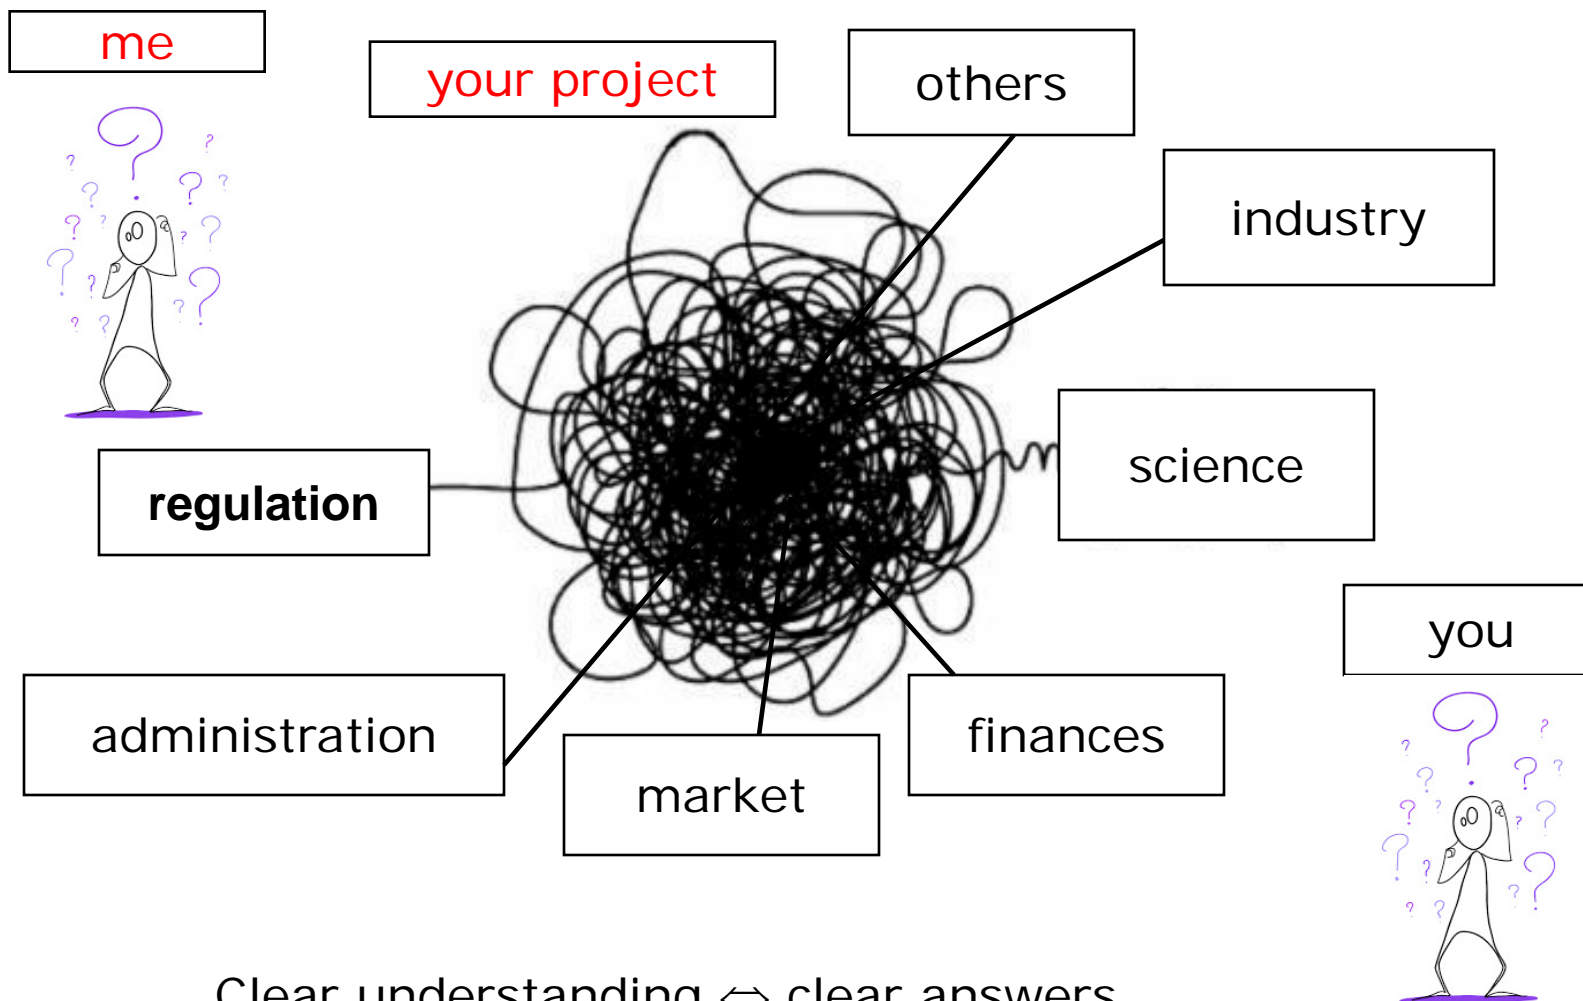 me
your project
others
industry
science
regulation
you
administration
market
finances
Clear understanding ⇔ clear answers